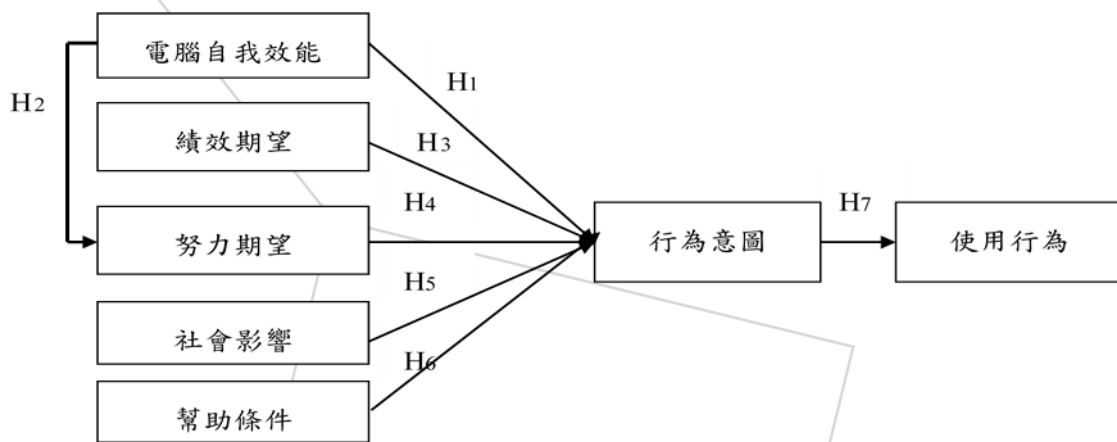 電腦自我效能
H1
H2
績效期望
H3
H4
努力期望
行為意圖
H7
使用行為
H5
社會影響
H6
幫助條件